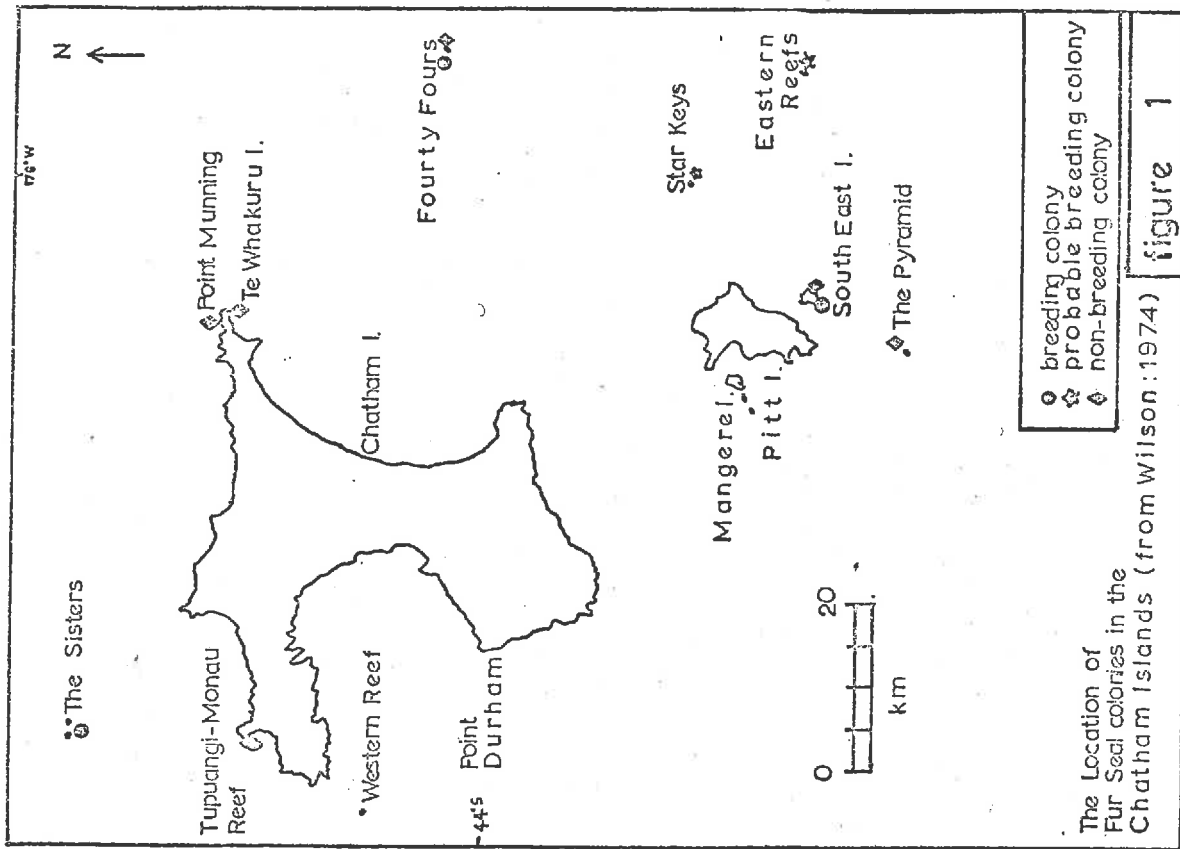 N
176°W
The Sisters
Point Munning
Te Whakuru I.
Tupuangi-Monau
Reef
Fourty Fours
Chatham I.
Western Reef
Point
Durham
44°S
Star Keys
Eastern
Reefs
Mangere I.
Pitt I.
South East I.
The Pyramid
0
20
km
breeding colony
probable breeding colony
non-breeding colony
The Location of
Fur Seal colonies in the
Chatham Islands (from Wilson:1974)
figure 1